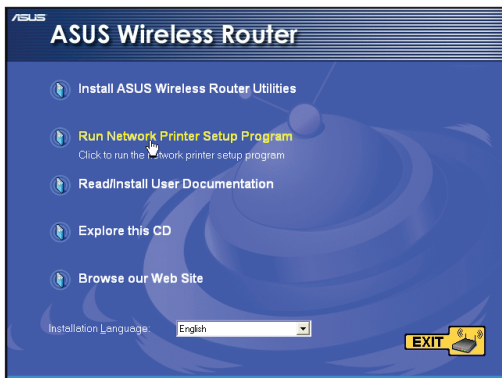 ASUS
ASUS Wireless Router
Install ASUS Wireless Router Utilities
Run Network Printer Setup Program
Click to run the network printer setup program
Read/Install User Documentation
Explore this CD
Browse our Web Site
Installation Language: English
EXIT